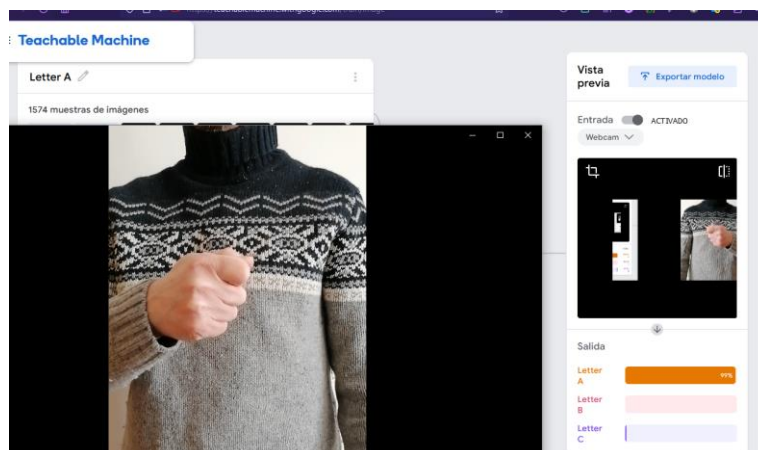 Teachable Machine
Letter A
1574 muestras de imágenes
Vista
previa
Exportar modelo
Entrada
ACTIVADO
Webcam
Salida
Letter
A
99%
Letter
B
Letter
C